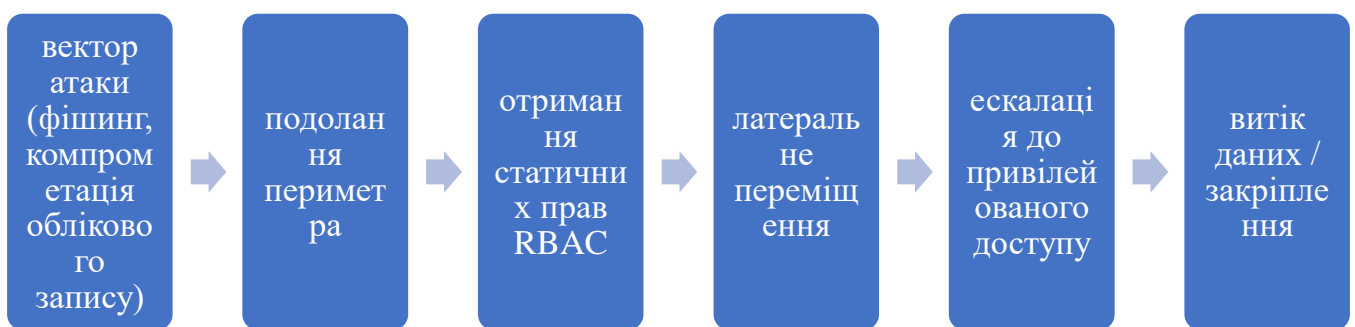 вектор
атаки
(фішинг,
компром
етація
обліково
го
запису)
подолан
ня
перимет
ра
отриман
ня
статични
х прав
RBAC
латераль
не
переміщ
ення
ескалаці
я до
привілей
ованого
доступу
витік
даних /
закріпле
ння